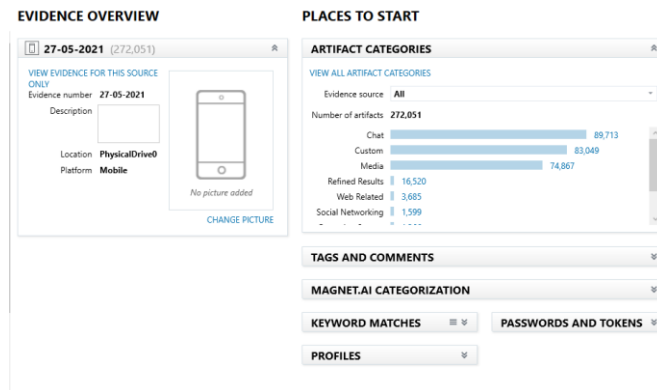 EVIDENCE OVERVIEW
27-05-2021 (272,051)
VIEW EVIDENCE FOR THIS SOURCE
ONLY
Evidence number 27-05-2021
Description
Location PhysicalDrive0
Platform Mobile
No picture added
CHANGE PICTURE
PLACES TO START
ARTIFACT CATEGORIES
VIEW ALL ARTIFACT CATEGORIES
Evidence source All
Number of artifacts 272,051
Chat 89,713
Custom 83,049
Media 74,867
Refined Results 16,520
Web Related 3,685
Social Networking 1,599
TAGS AND COMMENTS
MAGNET.AI CATEGORIZATION
KEYWORD MATCHES
PASSWORDS AND TOKENS
PROFILES